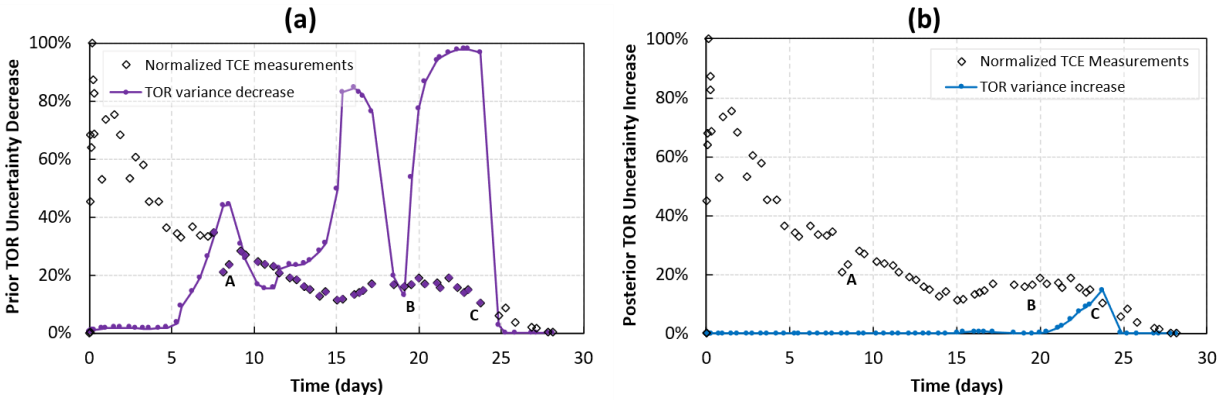 (a)
Prior TOR Uncertainty Decrease
100%
80%
60%
40%
20%
0%
Normalized TCE measurements
TOR variance decrease
A
B
C
0
5
10
15
20
25
30
Time (days)
(b)
Posterior TOR Uncertainty Increase
100%
80%
60%
40%
20%
0%
Normalized TCE Measurements
TOR variance increase
A
B
C
0
5
10
15
20
25
30
Time (days)